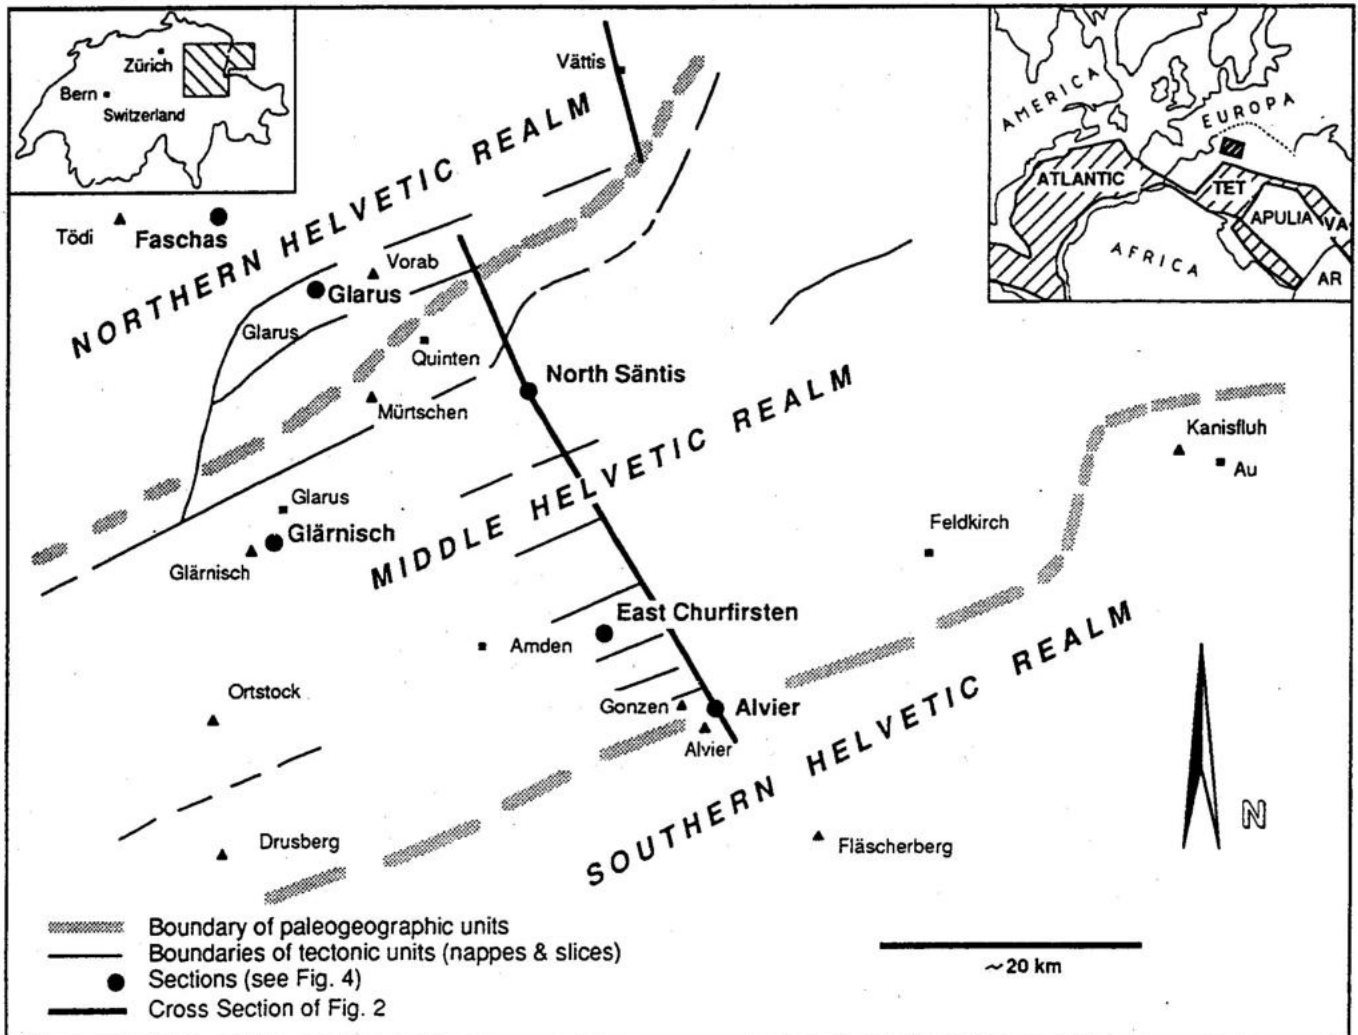 Zürich
Bern
Switzerland
Vättis
AMERICA
EUROPA
ATLANTIC
TET
APULIA
VA
AFRICA
AR
NORTHERN HELVETIC REALM
Tödi
Faschas
Vorab
Glarus
Glarus
Quinten
North Säntis
Mürtschen
MIDDLE HELVETIC REALM
Kanisfluh
Au
Glarus
Glärnisch
Glärnisch
Feldkirch
East Churfirsten
Amden
Ortstock
Gonzen
Alvier
Alvier
SOUTHERN HELVETIC REALM
Drusberg
Fläscherberg
N
Boundary of paleogeographic units
Boundaries of tectonic units (nappes & slices)
Sections (see Fig. 4)
Cross Section of Fig. 2
~20 km